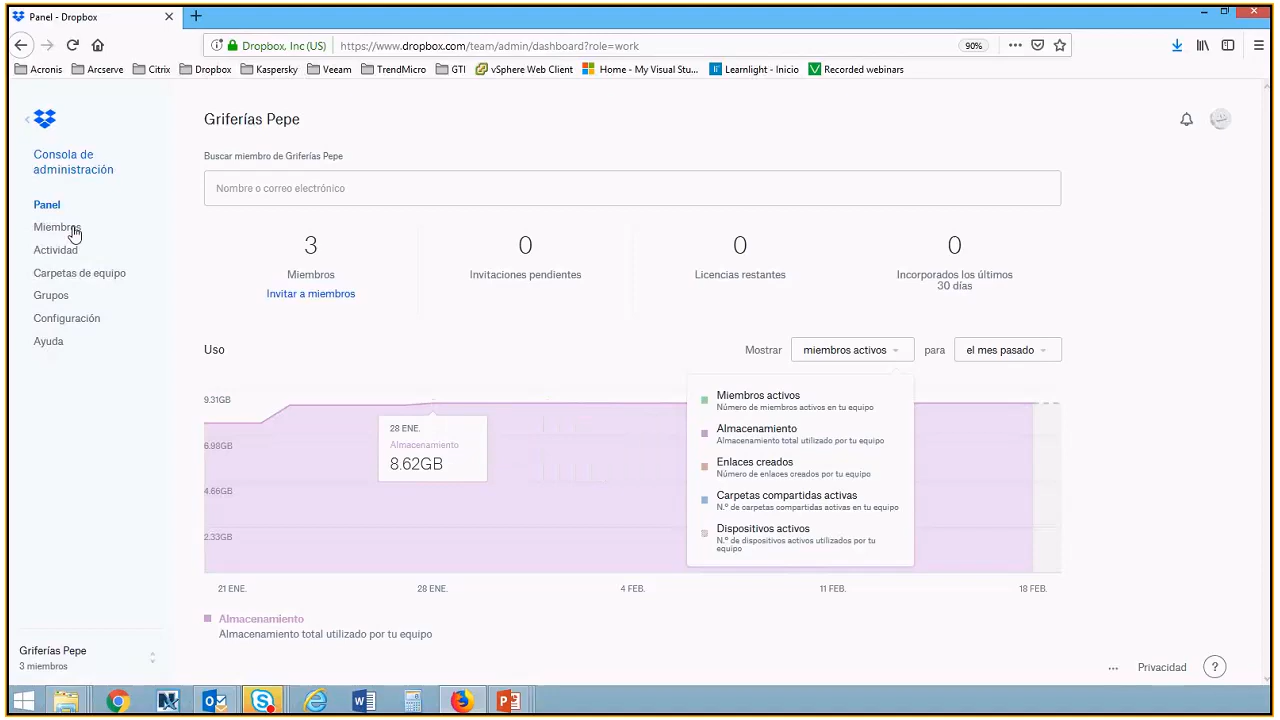 Panel - Dropbox
Dropbox, Inc (US)
https://www.dropbox.com/team/admin/dashboard?role=work
90%
Acronis
Arcserve
Citrix
Dropbox
Kaspersky
Veeam
TrendMicro
GTI
vSphere Web Client
Home - My Visual Stu...
Learnlight - Inicio
Recorded webinars
Consola de
administración
Panel
Miembros
Actividad
Carpetas de equipo
Grupos
Configuración
Ayuda
Griferías Pepe
3 miembros
Griferías Pepe
Buscar miembro de Griferías Pepe
Nombre o correo electrónico
3
Miembros
Invitar a miembros
0
Invitaciones pendientes
0
Licencias restantes
0
Incorporados los últimos
30 días
Uso
Mostrar
miembros activos
para
el mes pasado
Miembros activos
Número de miembros activos en tu equipo
Almacenamiento
Almacenamiento total utilizado por tu equipo
Enlaces creados
Número de enlaces creados por tu equipo
Carpetas compartidas activas
N.º de carpetas compartidas activas en tu equipo
Dispositivos activos
N.º de dispositivos activos utilizados por tu
equipo
9.31GB
6.98GB
4.66GB
2.33GB
28 ENE.
Almacenamiento
8.62GB
21 ENE.
28 ENE.
4 FEB.
11 FEB.
18 FEB.
Almacenamiento
Almacenamiento total utilizado por tu equipo
Privacidad
?